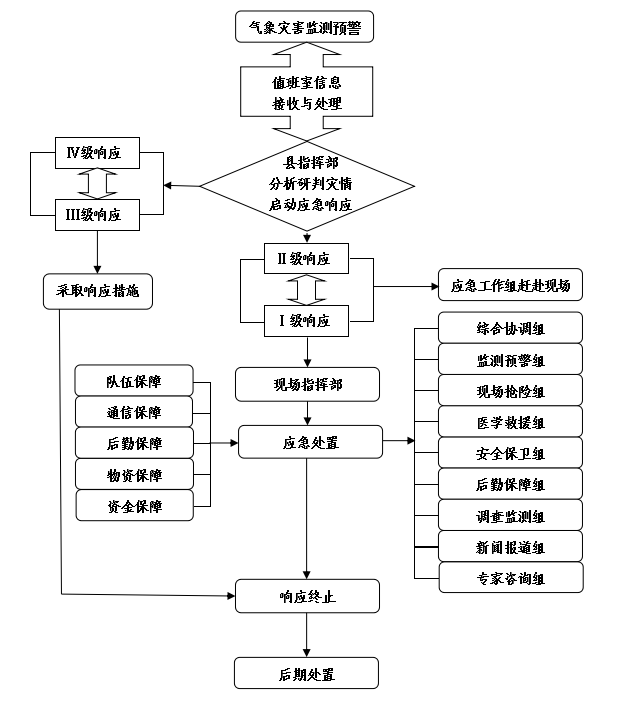 气象灾害监测预警
值班室信息
接收与处理
县指挥部
分析研判灾情
启动应急响应
Ⅳ级响应
Ⅲ级响应
采取响应措施
Ⅱ级响应
Ⅰ级响应
应急工作组赶赴现场
现场指挥部
队伍保障
通信保障
后勤保障
物资保障
资金保障
应急处置
综合协调组
监测预警组
现场抢险组
医学救援组
安全保卫组
后勤保障组
调查监测组
新闻报道组
专家咨询组
响应终止
后期处置